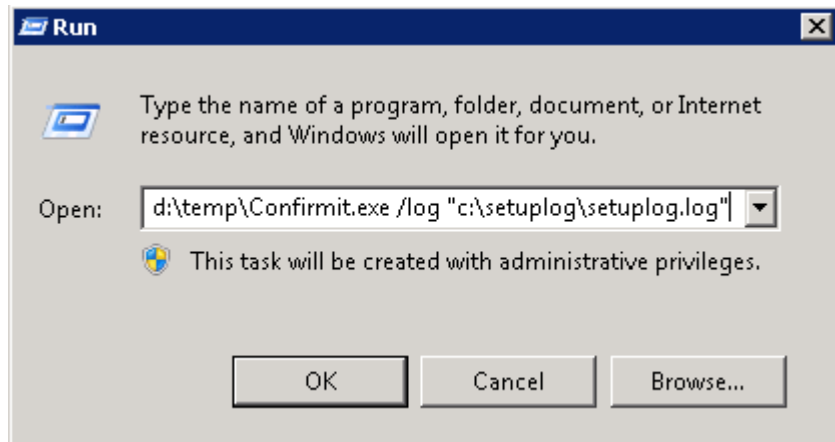 Run
Type the name of a program, folder, document, or Internet
resource, and Windows will open it for you.
Open: d:\temp\Confirmit.exe /log "c:\setuplog\setuplog.log"
This task will be created with administrative privileges.
OK Cancel Browse...